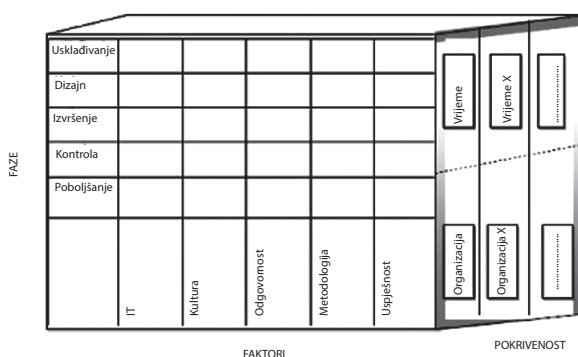 Usklađivanje
Dizajn
Izvršenje
Kontrola
Poboljšanje
FAZE
IT
Kultura
Odgovornost
Metodologija
Uspješnost
FAKTORI
Vrijeme
Vrijeme X
....................
Organizacija
Organizacija X
....................
POKRIVENOST